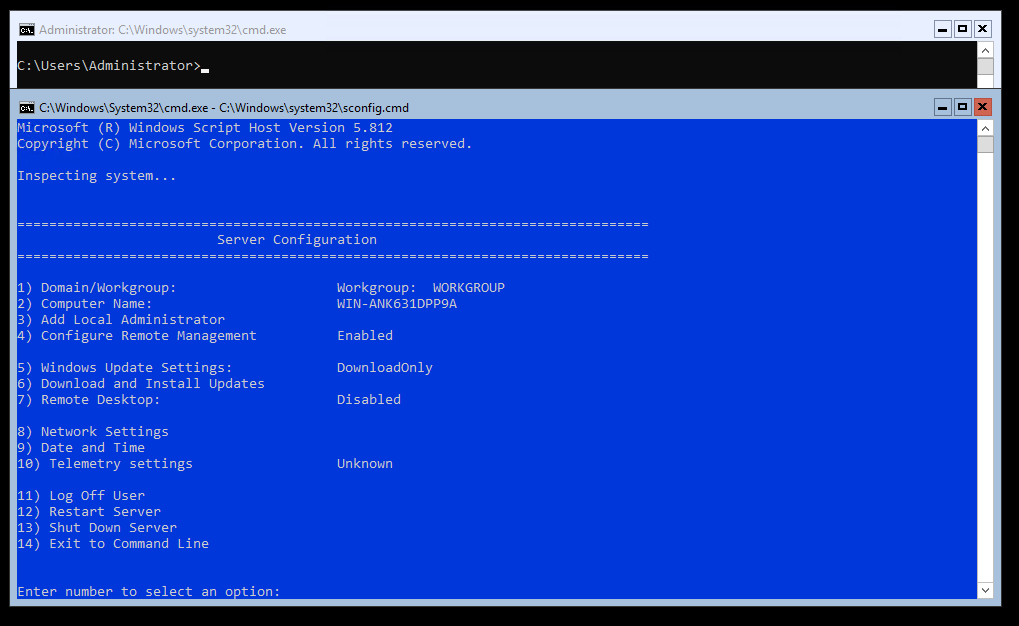 Administrator: C:\Windows\system32\cmd.exe
C:\Users\Administrator>
C:\Windows\System32\cmd.exe - C:\Windows\system32\sconfig.cmd
Microsoft (R) Windows Script Host Version 5.812
Copyright (C) Microsoft Corporation. All rights reserved.
Inspecting system...
===============================================================================
Server Configuration
===============================================================================
1) Domain/Workgroup: Workgroup:  WORKGROUP
2) Computer Name: WIN-ANK631DPP9A
3) Add Local Administrator
4) Configure Remote Management Enabled
5) Windows Update Settings: DownloadOnly
6) Download and Install Updates
7) Remote Desktop: Disabled
8) Network Settings
9) Date and Time
10) Telemetry settings Unknown
11) Log Off User
12) Restart Server
13) Shut Down Server
14) Exit to Command Line
Enter number to select an option: